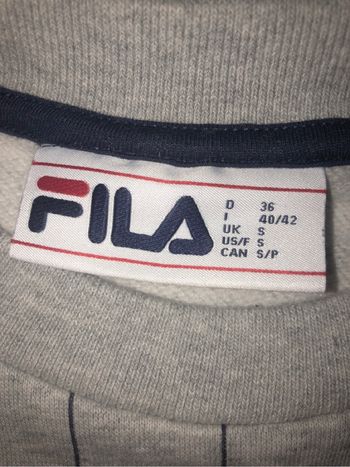 FILA
D 36
I 40/42
UK S
US/F S
CAN S/P